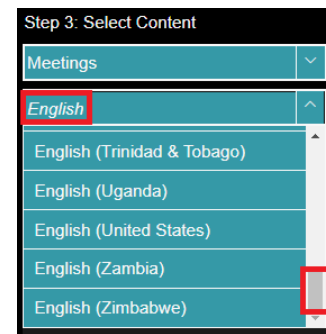 Step 3: Select Content
Meetings
English
English (Trinidad & Tobago)
English (Uganda)
English (United States)
English (Zambia)
English (Zimbabwe)